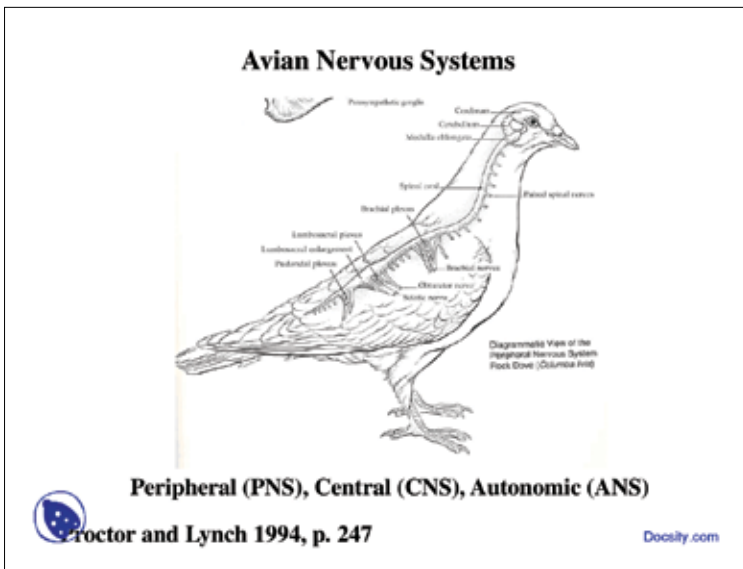 Avian Nervous Systems
Parasympathetic ganglia
Cerebrum
Cerebellum
Medulla oblongata
Spinal cord
Paired spinal nerves
Brachial plexus
Lumbosacral plexus
Lumbosacral enlargement
Pudendal plexus
Brachial nerves
Obturator nerve
Sciatic nerve
Diagrammatic View of the
Peripheral Nervous System
Rock Dove (Columba livia)
Peripheral (PNS), Central (CNS), Autonomic (ANS)
Proctor and Lynch 1994, p. 247
Docsity.com